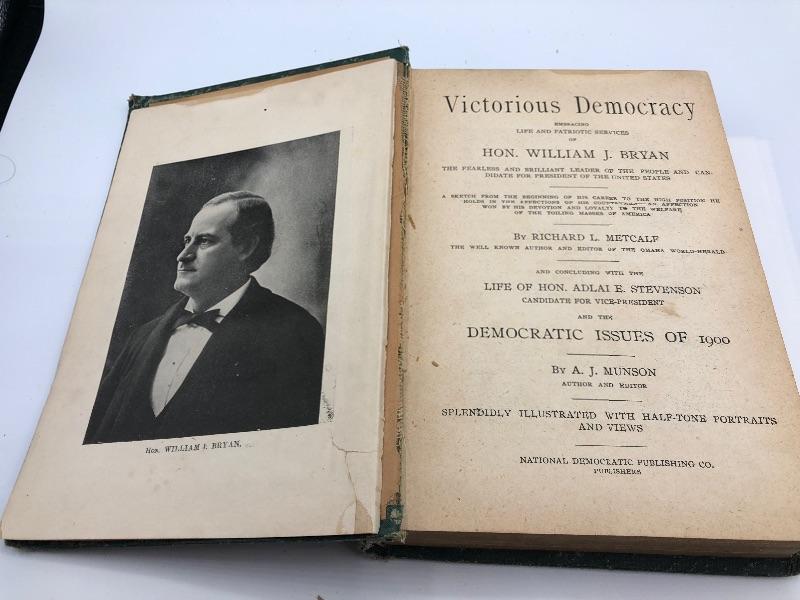 Hon. WILLIAM J. BRYAN.
Victorious Democracy
EMBRACING
LIFE AND PATRIOTIC SERVICES
OF
HON. WILLIAM J. BRYAN
THE FEARLESS AND BRILLIANT LEADER OF THE PEOPLE AND CAN-
DIDATE FOR PRESIDENT OF THE UNITED STATES
A SKETCH FROM THE BEGINNING OF HIS CAREER TO THE HIGH POSITION HE
HOLDS IN THE AFFECTIONS OF HIS COUNTRYMEN—AN AFFECTION
WON BY HIS DEVOTION AND LOYALTY TO THE WELFARE
OF THE TOILING MASSES OF AMERICA
By RICHARD L. METCALF
THE WELL KNOWN AUTHOR AND EDITOR OF THE OMAHA WORLD-HERALD
AND CONCLUDING WITH THE
LIFE OF HON. ADLAI E. STEVENSON
CANDIDATE FOR VICE-PRESIDENT
AND THE
DEMOCRATIC ISSUES OF 1900
By A. J. MUNSON
AUTHOR AND EDITOR
SPLENDIDLY ILLUSTRATED WITH HALF-TONE PORTRAITS
AND VIEWS
NATIONAL DEMOCRATIC PUBLISHING CO.
PUBLISHERS